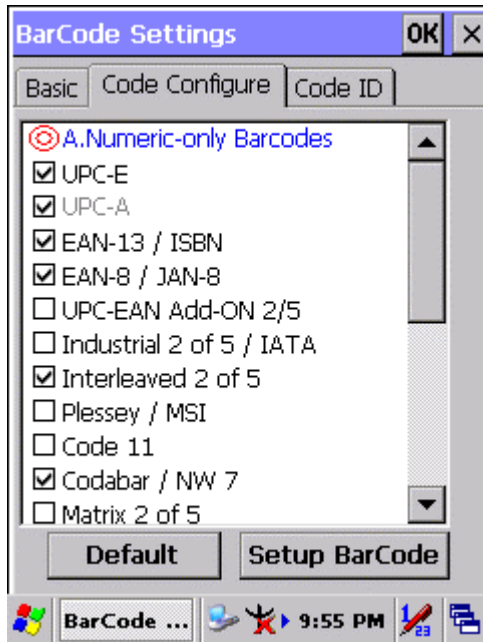 BarCode Settings OK ×
Basic Code Configure Code ID
A.Numeric-only Barcodes
UPC-E
UPC-A
EAN-13 / ISBN
EAN-8 / JAN-8
UPC-EAN Add-ON 2/5
Industrial 2 of 5 / IATA
Interleaved 2 of 5
Plessey / MSI
Code 11
Codabar / NW 7
Matrix 2 of 5
Default Setup BarCode
BarCode ... 9:55 PM 1/23